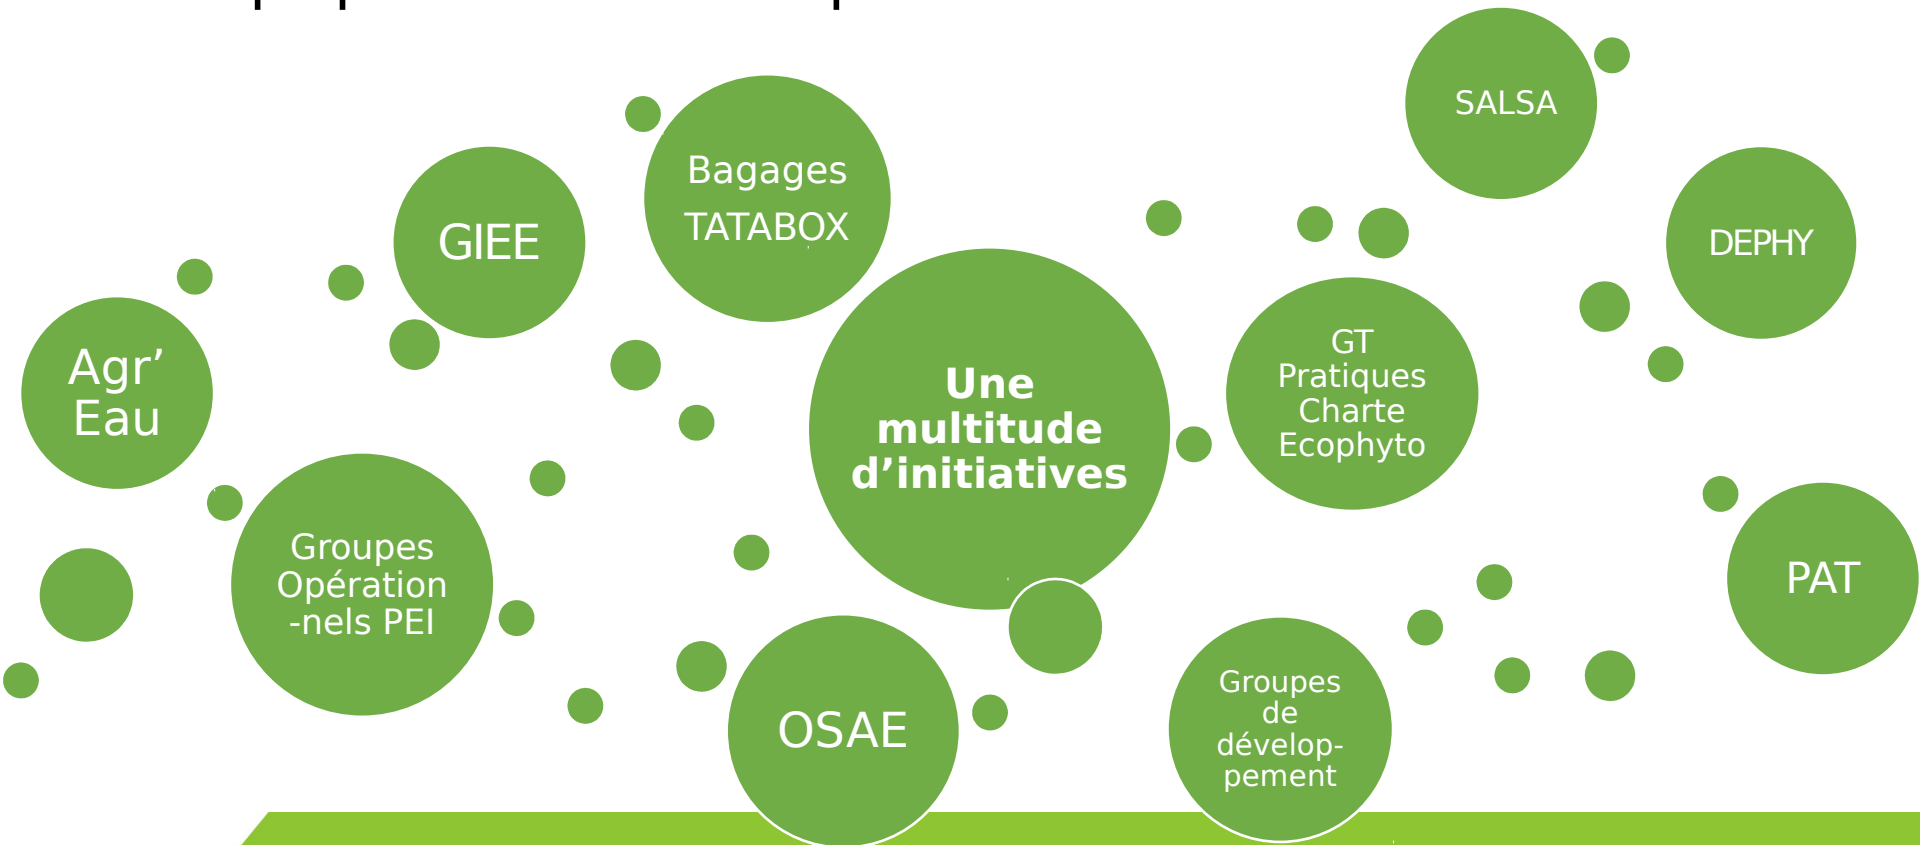 SALSA
Bagages
TATABOX
GIEE
DEPHY
Agr’
Eau
Une
multitude
d’initiatives
GT
Pratiques
Charte
Ecophyto
Groupes
Opération
-nels PEI
PAT
OSAE
Groupes
de
dévelop-
pement